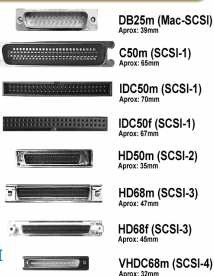 DB25m (Mac-SCSI)
Aprox: 39mm
C50m (SCSI-1)
Aprox: 65mm
IDC50m (SCSI-1)
Aprox: 70mm
IDC50f (SCSI-1)
Aprox: 67mm
HD50m (SCSI-2)
Aprox: 35mm
HD68m (SCSI-3)
Aprox: 47mm
HD68f (SCSI-3)
Aprox: 45mm
VHDC68m (SCSI-4)
Aprox: 32mm